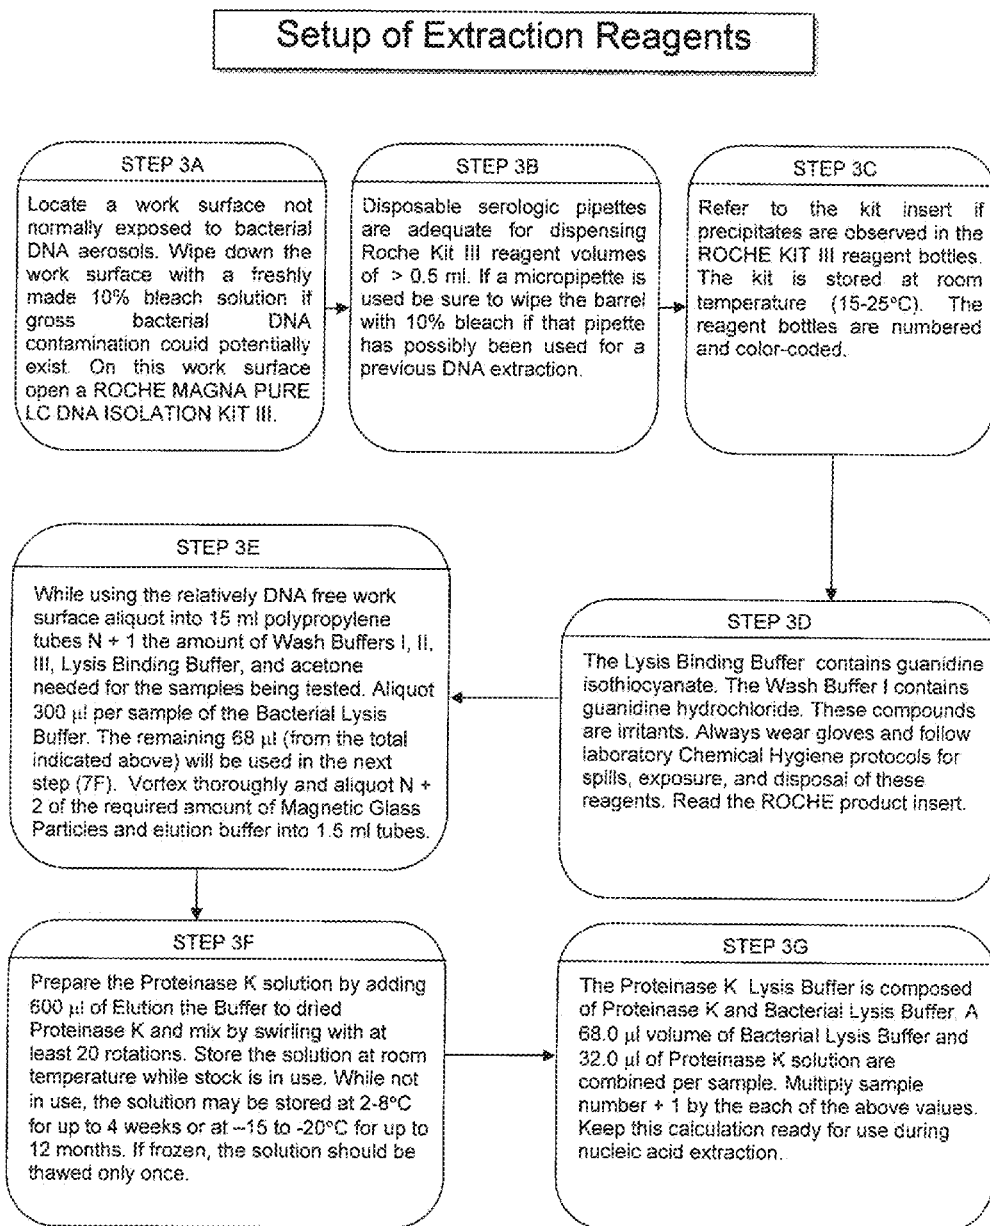 Setup of Extraction Reagents
STEP 3A
Locate a work surface not
normally exposed to bacterial
DNA aerosols. Wipe down the
work surface with a freshly
made 10% bleach solution if
gross bacterial DNA
contamination could potentially
exist. On this work surface
open a ROCHE MAGNA PURE
LC DNA ISOLATION KIT III.
STEP 3B
Disposable serologic pipettes
are adequate for dispensing
Roche Kit III reagent volumes
of > 0.5 ml. If a micropipette is
used be sure to wipe the barrel
with 10% bleach if that pipette
has possibly been used for a
previous DNA extraction.
STEP 3C
Refer to the kit insert if
precipitates are observed in the
ROCHE KIT III reagent bottles.
The kit is stored at room
temperature (15-25°C). The
reagent bottles are numbered
and color-coded.
STEP 3D
The Lysis Binding Buffer contains guanidine
isothiocyanate. The Wash Buffer I contains
guanidine hydrochloride. These compounds
are irritants. Always wear gloves and follow
laboratory Chemical Hygiene protocols for
spills, exposure, and disposal of these
reagents. Read the ROCHE product insert.
STEP 3E
While using the relatively DNA free work
surface aliquot into 15 ml polypropylene
tubes N + 1 the amount of Wash Buffers I, II,
III, Lysis Binding Buffer, and acetone
needed for the samples being tested. Aliquot
300 µl per sample of the Bacterial Lysis
Buffer. The remaining 68 µl (from the total
indicated above) will be used in the next
step (7F). Vortex thoroughly and aliquot N +
2 of the required amount of Magnetic Glass
Particles and elution buffer into 1.5 ml tubes.
STEP 3F
Prepare the Proteinase K solution by adding
600 µl of Elution the Buffer to dried
Proteinase K and mix by swirling with at
least 20 rotations. Store the solution at room
temperature while stock is in use. While not
in use, the solution may be stored at 2-8°C
for up to 4 weeks or at –15 to -20°C for up to
12 months. If frozen, the solution should be
thawed only once.
STEP 3G
The Proteinase K Lysis Buffer is composed
of Proteinase K and Bacterial Lysis Buffer. A
68.0 µl volume of Bacterial Lysis Buffer and
32.0 µl of Proteinase K solution are
combined per sample. Multiply sample
number + 1 by the each of the above values.
Keep this calculation ready for use during
nucleic acid extraction.